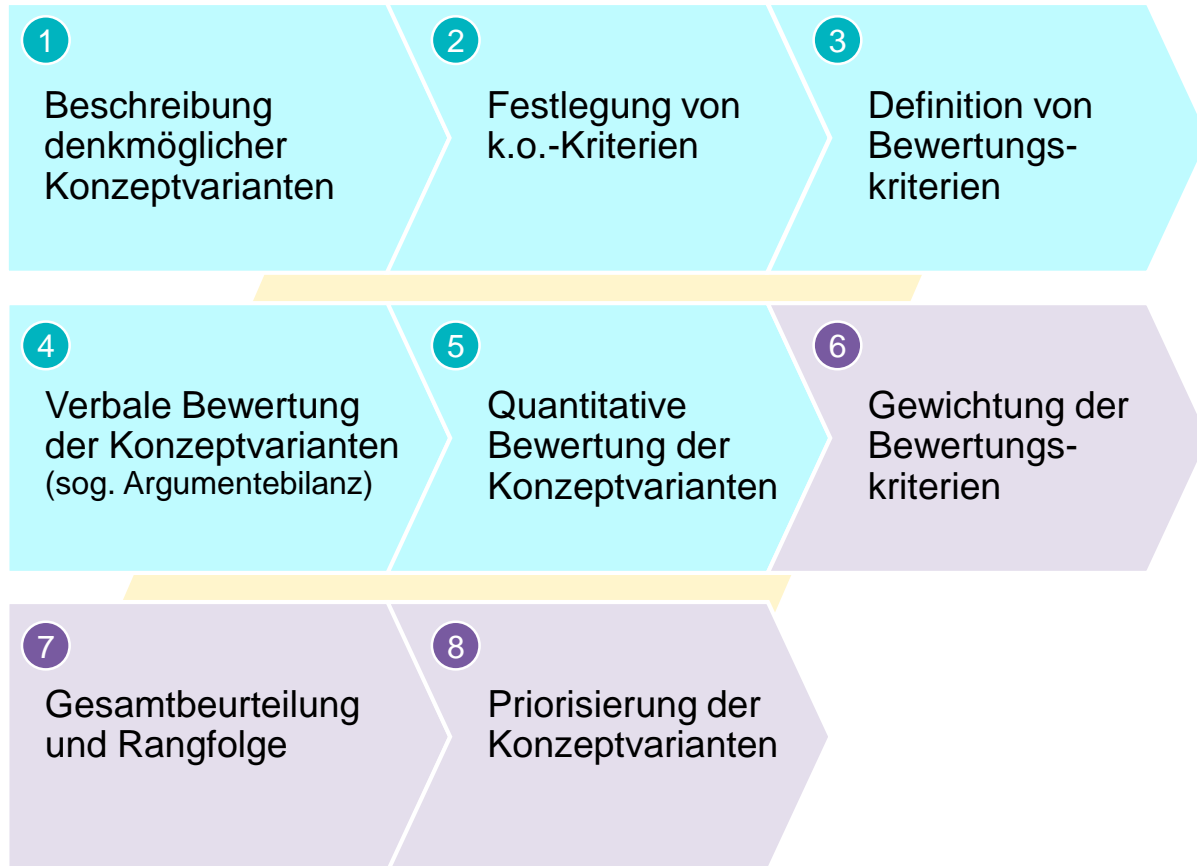 1
Beschreibung
denkmöglicher
Konzeptvarianten
2
Festlegung von
k.o.-Kriterien
3
Definition von
Bewertungs-
kriterien
4
Verbale Bewertung
der Konzeptvarianten
(sog. Argumentebilanz)
5
Quantitative
Bewertung der
Konzeptvarianten
6
Gewichtung der
Bewertungs-
kriterien
7
Gesamtbeurteilung
und Rangfolge
8
Priorisierung der
Konzeptvarianten